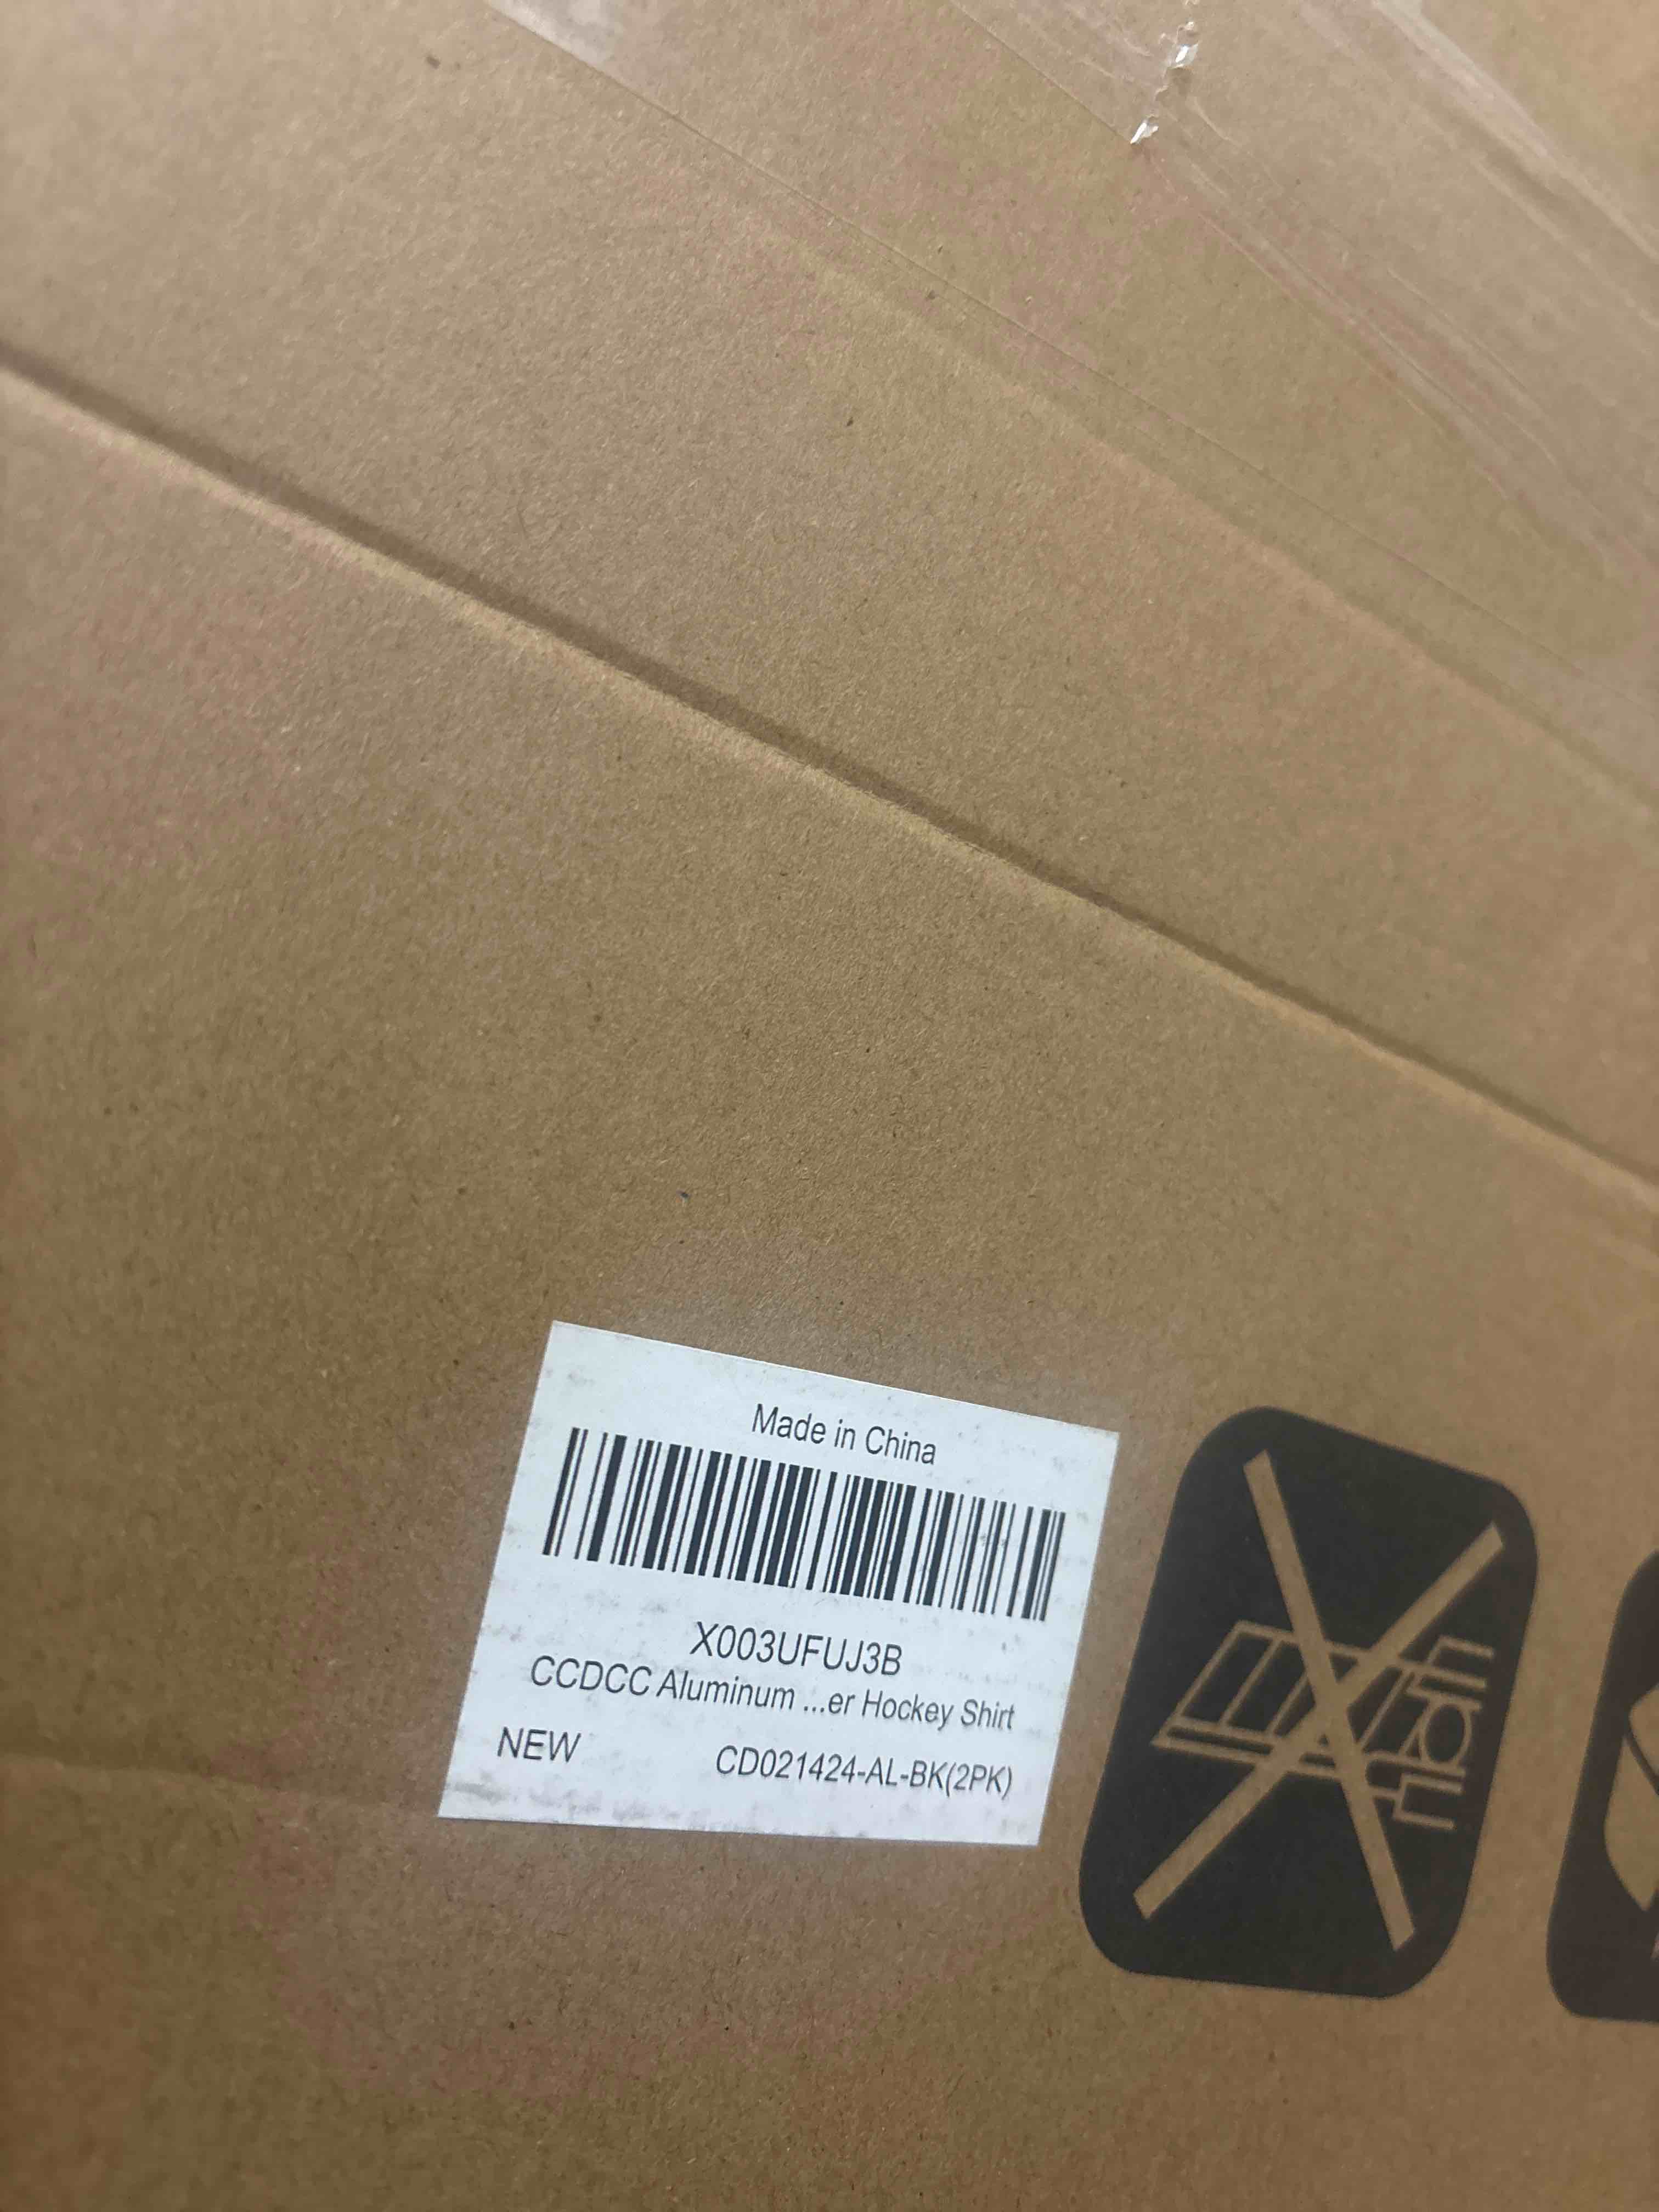 Made in China
X003UFUJ3B
CCDCC Aluminum ...er Hockey Shirt
NEW CD021424-AL-BK(2PK)